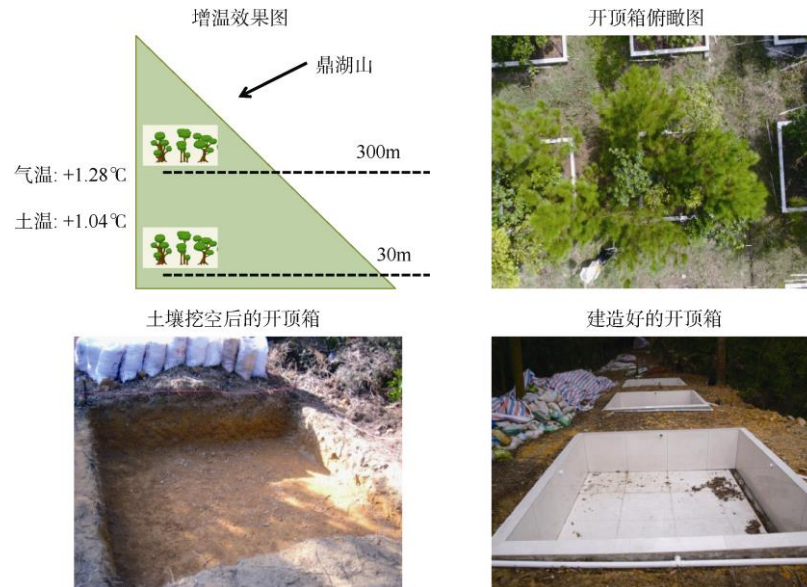 增温效果图
开顶箱俯瞰图
鼎湖山
300m
气温: +1.28℃
土温: +1.04℃
30m
土壤挖空后的开顶箱
建造好的开顶箱